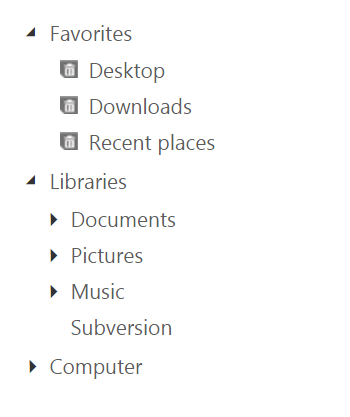 Favorites
Desktop
Downloads
Recent places
Libraries
Documents
Pictures
Music
Subversion
Computer